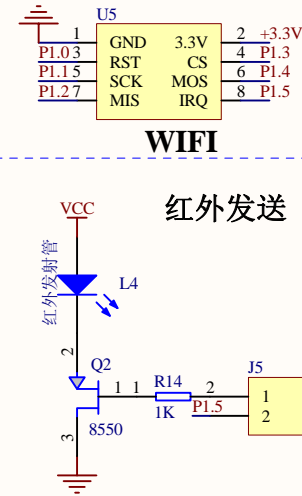 U5
1 GND 3.3V 2 +3.3V
P1.0 3 RST CS 4 P1.3
P1.1 5 SCK MOS 6 P1.4
P1.2 7 MIS IRQ 8 P1.5
WIFI
红外发送
VCC
红外发射管
L4
2
Q2
1 1 R14 2
1K
8550
3
J5
1
P1.5 2